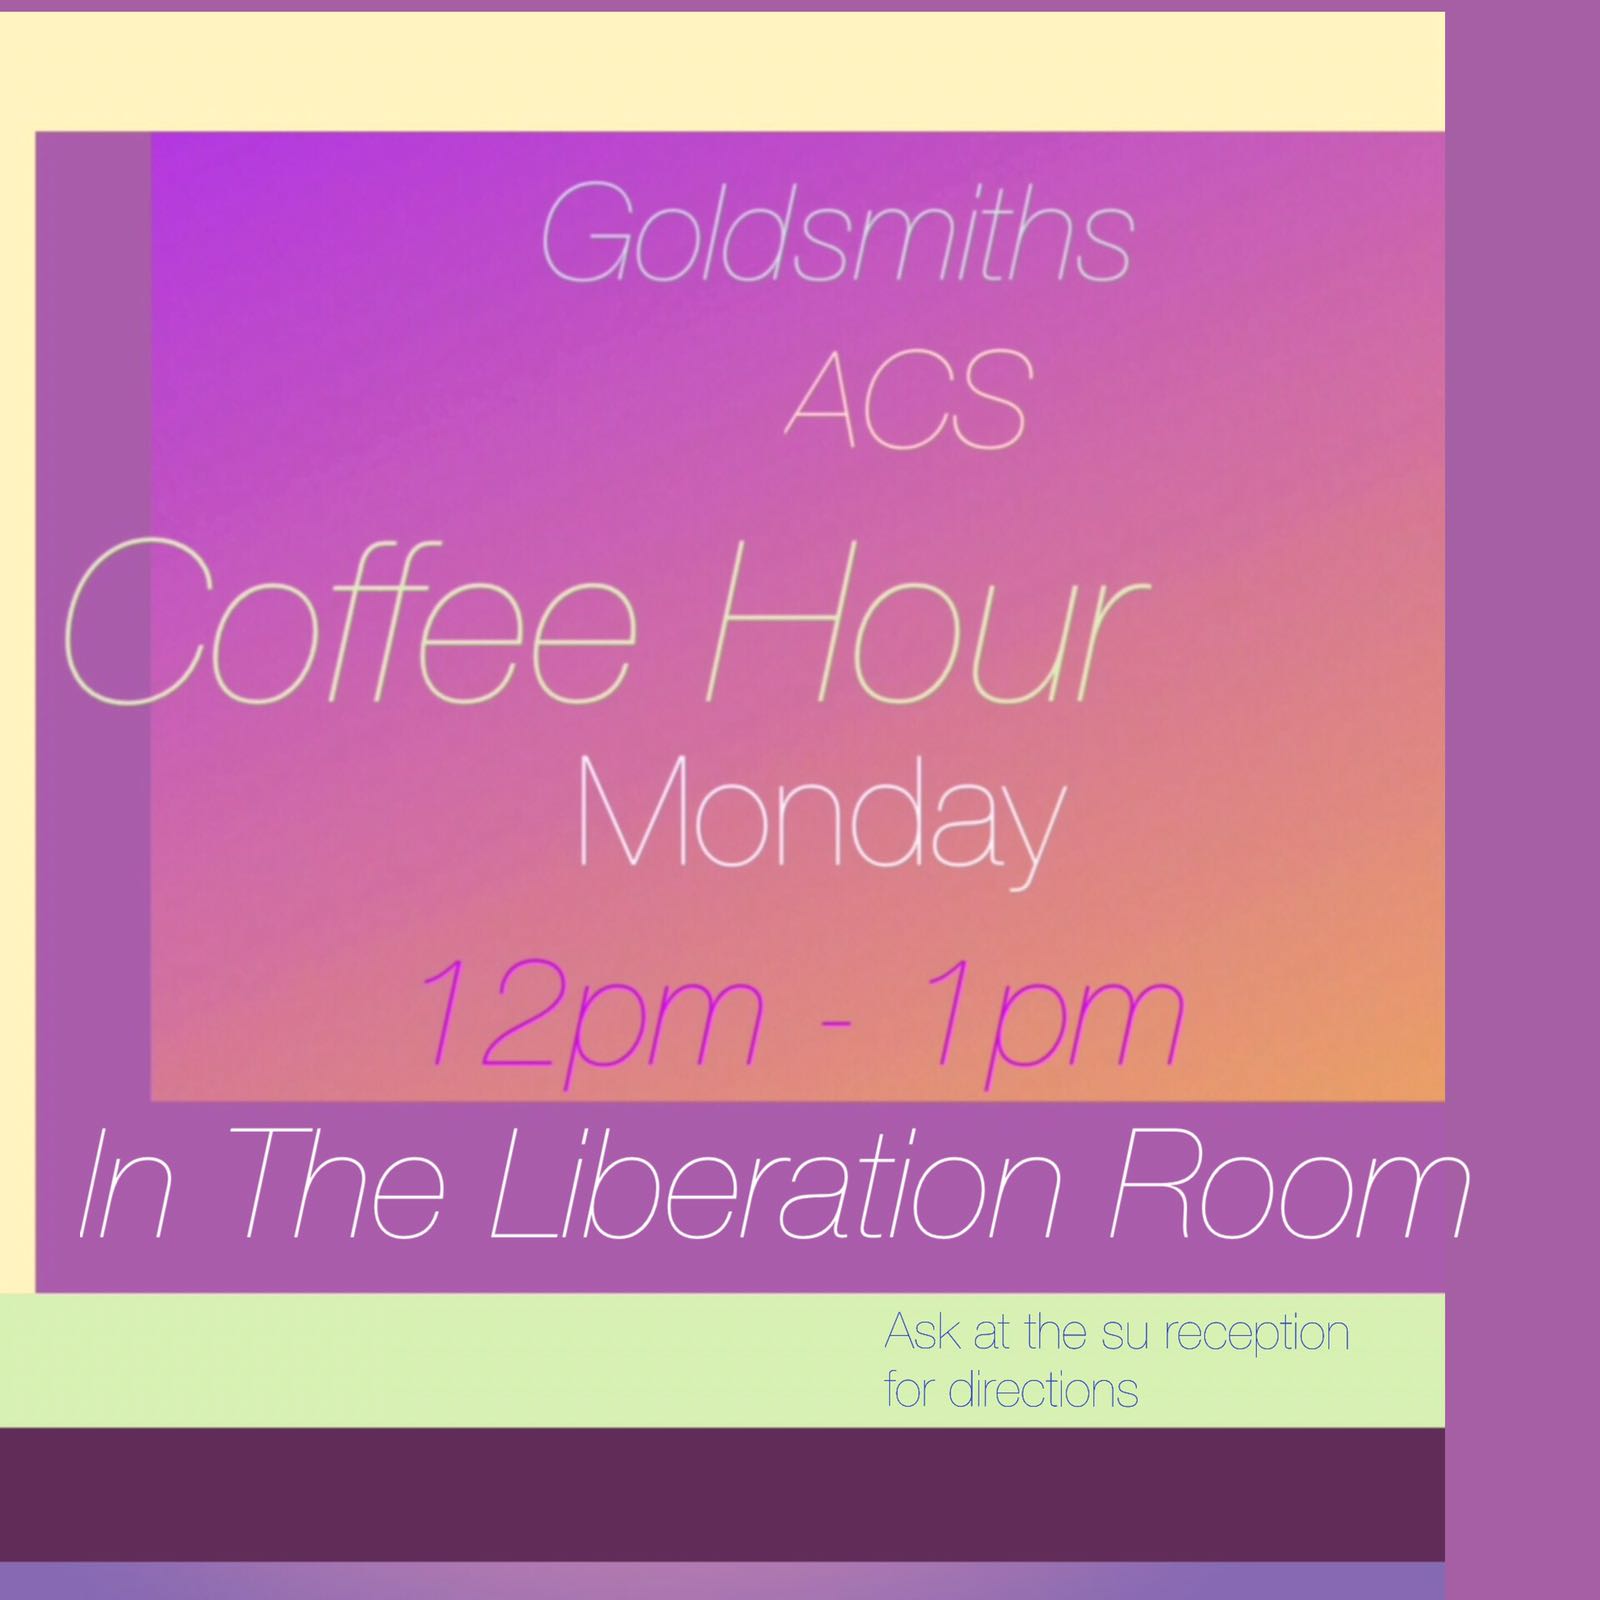 Goldsmiths
ACS
Coffee Hour
Monday
12pm - 1pm
In The Liberation Room
Ask at the su reception
for directions